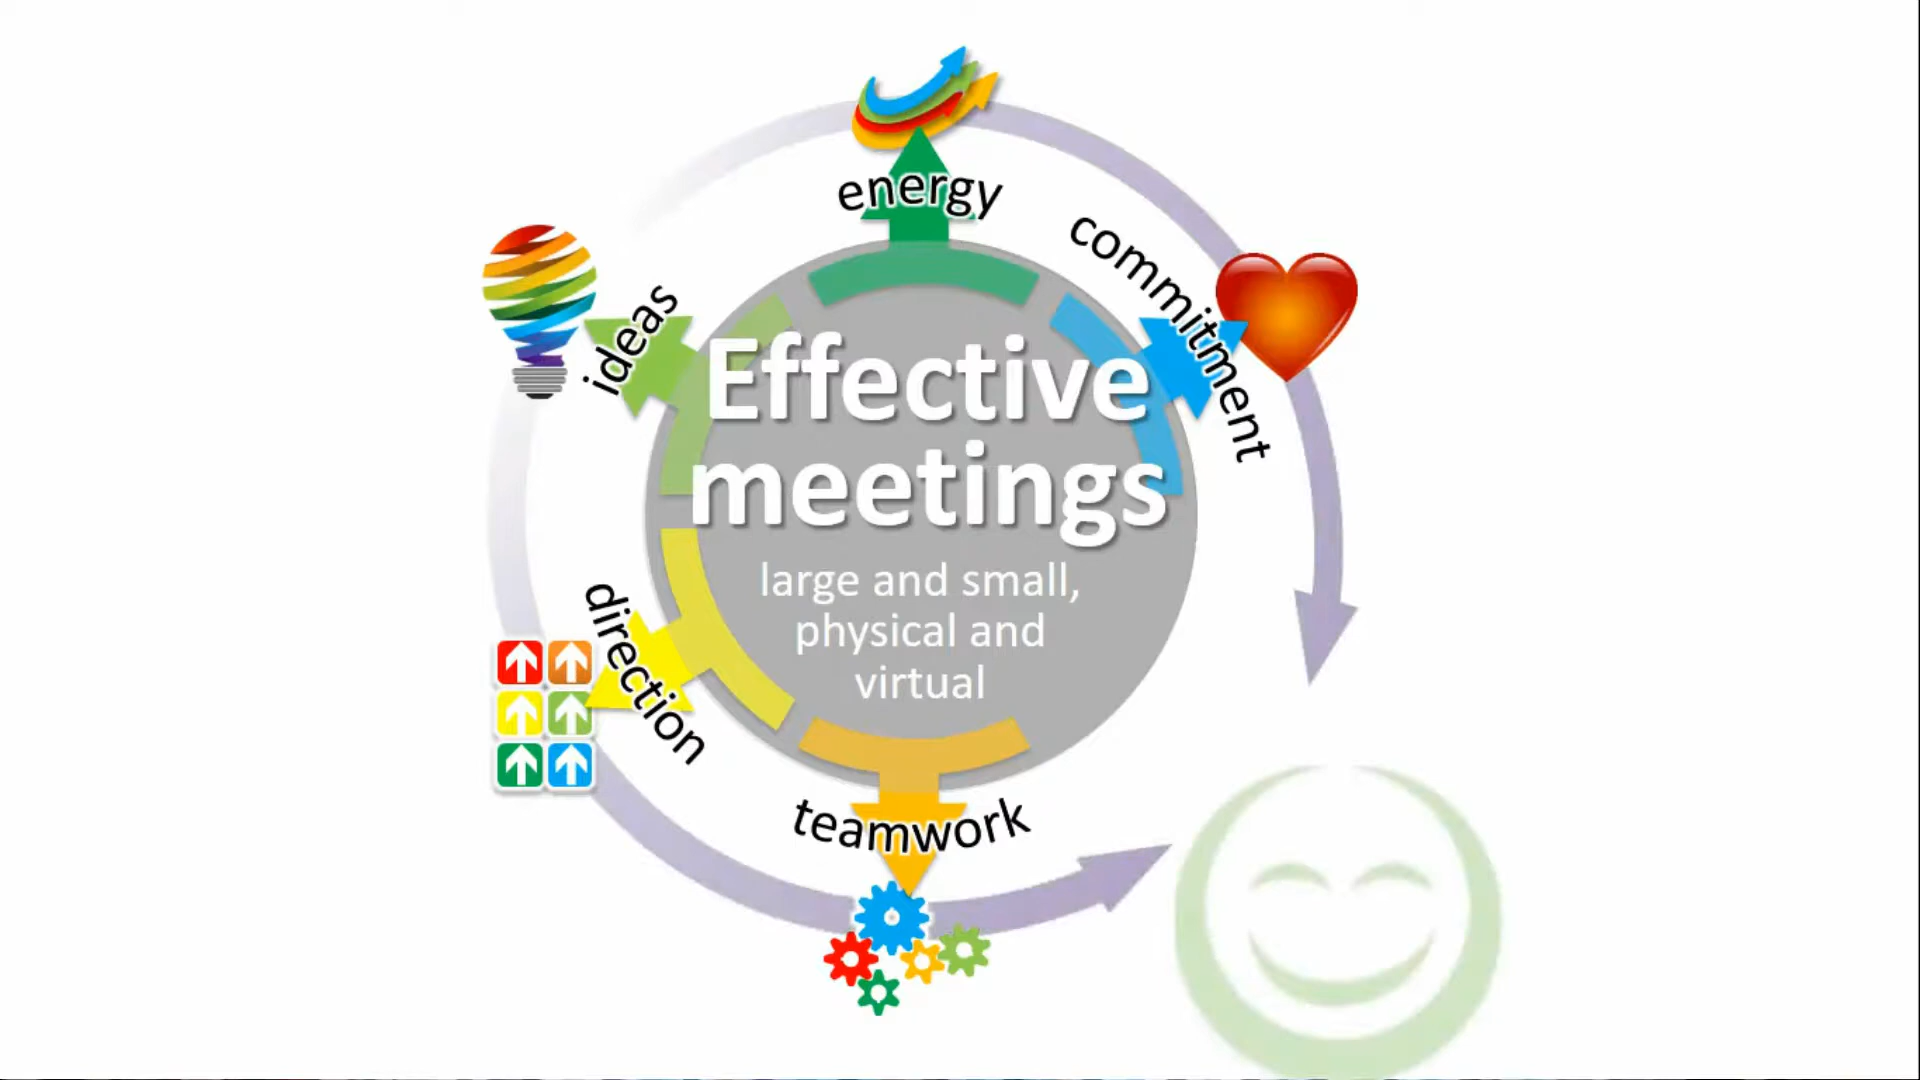 energy
commitment
ideas
Effective
meetings
large and small,
physical and
virtual
direction
teamwork